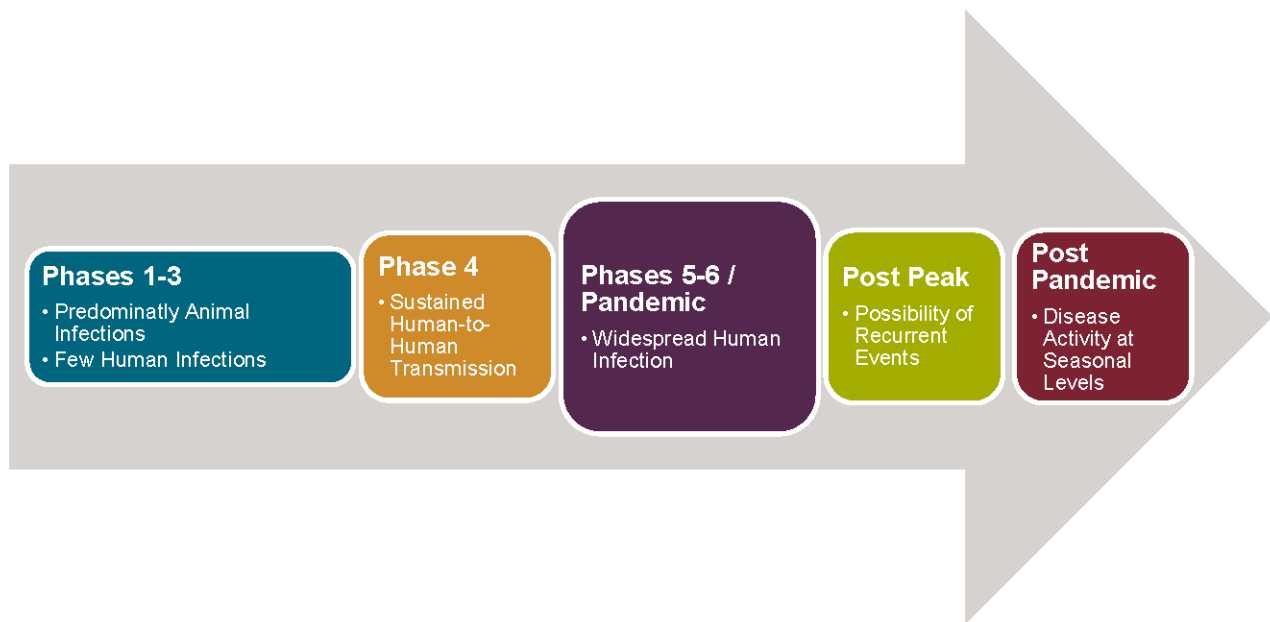 Phases 1-3
• Predominatly Animal
Infections
• Few Human Infections
Phase 4
• Sustained
Human-to-
Human
Transmission
Phases 5-6 /
Pandemic
• Widespread Human
Infection
Post Peak
• Possibility of
Recurrent
Events
Post
Pandemic
• Disease
Activity at
Seasonal
Levels